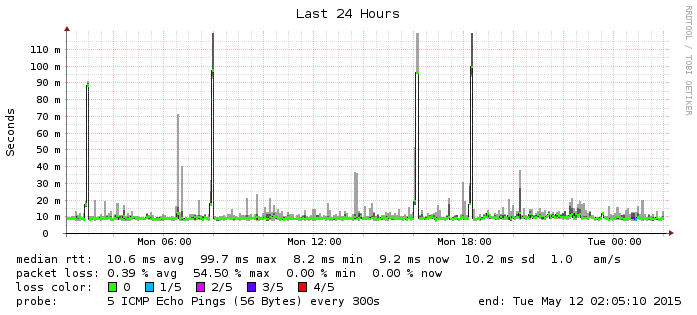 Last 24 Hours
RRDTOOL / TOBI OETIKER
Seconds
110 m
100 m
90 m
80 m
70 m
60 m
50 m
40 m
30 m
20 m
10 m
0
Mon 06:00 Mon 12:00 Mon 18:00 Tue 00:00
median rtt: 10.6 ms avg 99.7 ms max 8.2 ms min 9.2 ms now 10.2 ms sd 1.0 am/s
packet loss: 0.39 % avg 54.50 % max 0.00 % min 0.00 % now
loss color: 0 1/5 2/5 3/5 4/5
probe: 5 ICMP Echo Pings (56 Bytes) every 300s end: Tue May 12 02:05:10 2015